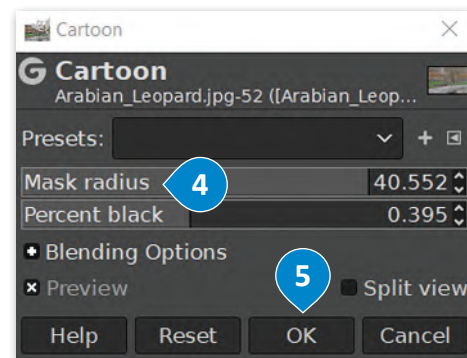 Cartoon
G Cartoon
Arabian_Leopard.jpg-52 ([Arabian_Leop...
Presets:
Mask radius 4 40.552
Percent black 0.395
Blending Options
5
Preview Split view
Help Reset OK Cancel